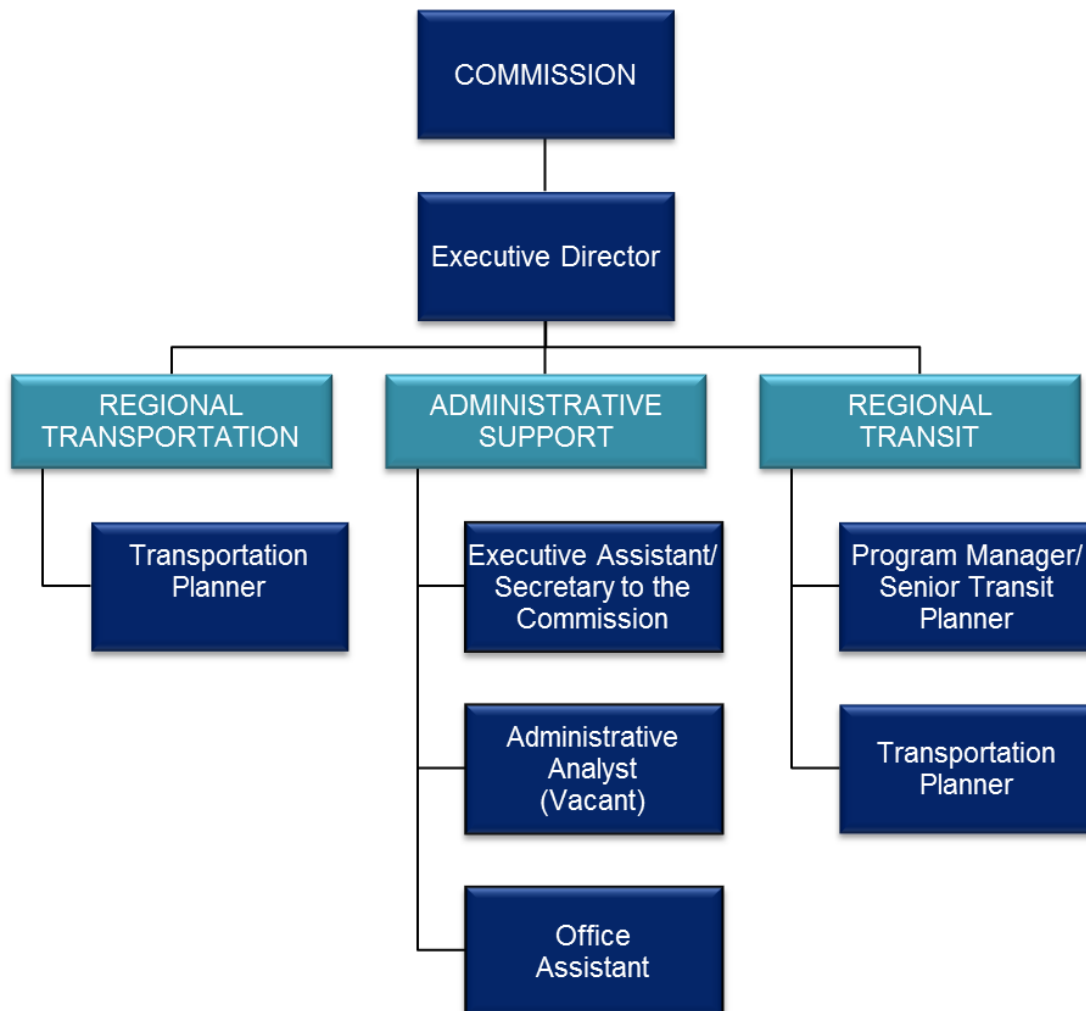 COMMISSION
Executive Director
REGIONAL
TRANSPORTATION
Transportation
Planner
ADMINISTRATIVE
SUPPORT
Executive Assistant/
Secretary to the
Commission
Administrative
Analyst
(Vacant)
Office
Assistant
REGIONAL
TRANSIT
Program Manager/
Senior Transit
Planner
Transportation
Planner